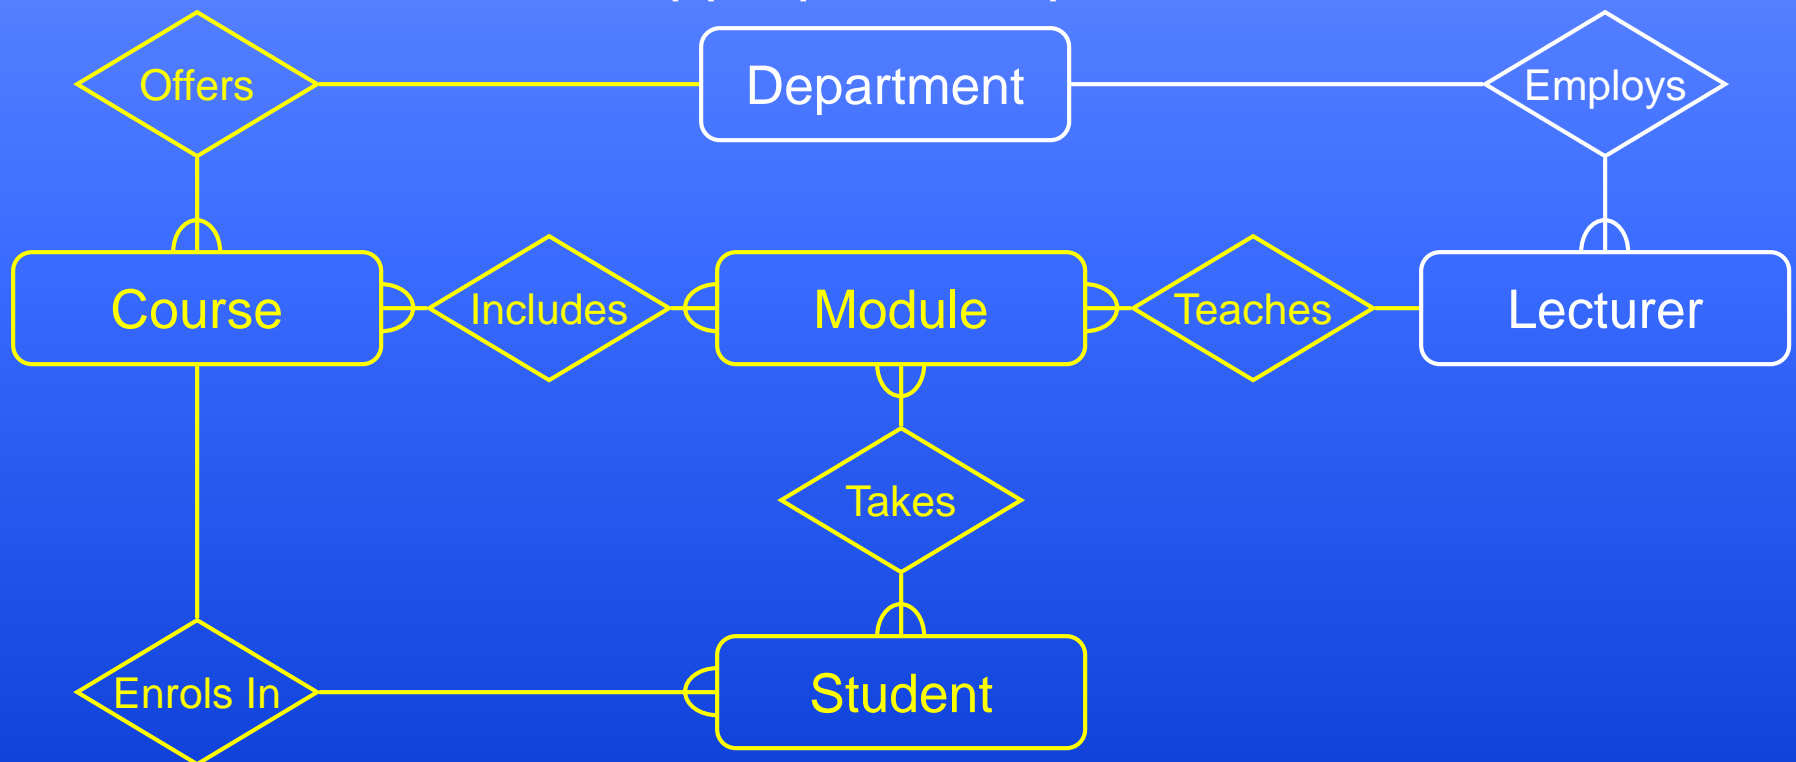 Offers
Department
Employs
Course
Includes
Module
Teaches
Lecturer
Takes
Enrols In
Student